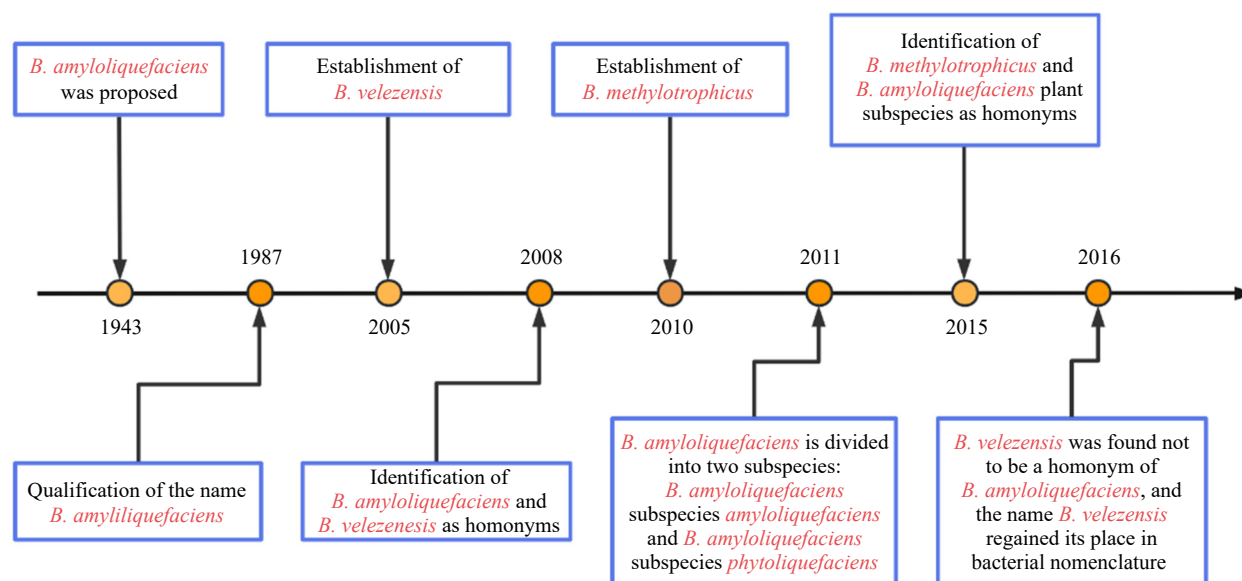 B. amyloliquefaciens
was proposed
Establishment of
B. velezensis
Establishment of
B. methylotrophicus
Identification of
B. methylotrophicus and
B. amyloliquefaciens plant
subspecies as homonyms
1987
2008
2011
2016
1943
2005
2010
2015
Qualification of the name
B. amyliliquefaciens
Identification of
B. amyloliquefaciens and
B. velezenesis as homonyms
B. amyloliquefaciens is divided
into two subspecies:
B. amyloliquefaciens
subspecies amyloliquefaciens
and B. amyloliquefaciens
subspecies phytoliquefaciens
B. velezensis was found not
to be a homonym of
B. amyloliquefaciens, and
the name B. velezensis
regained its place in
bacterial nomenclature